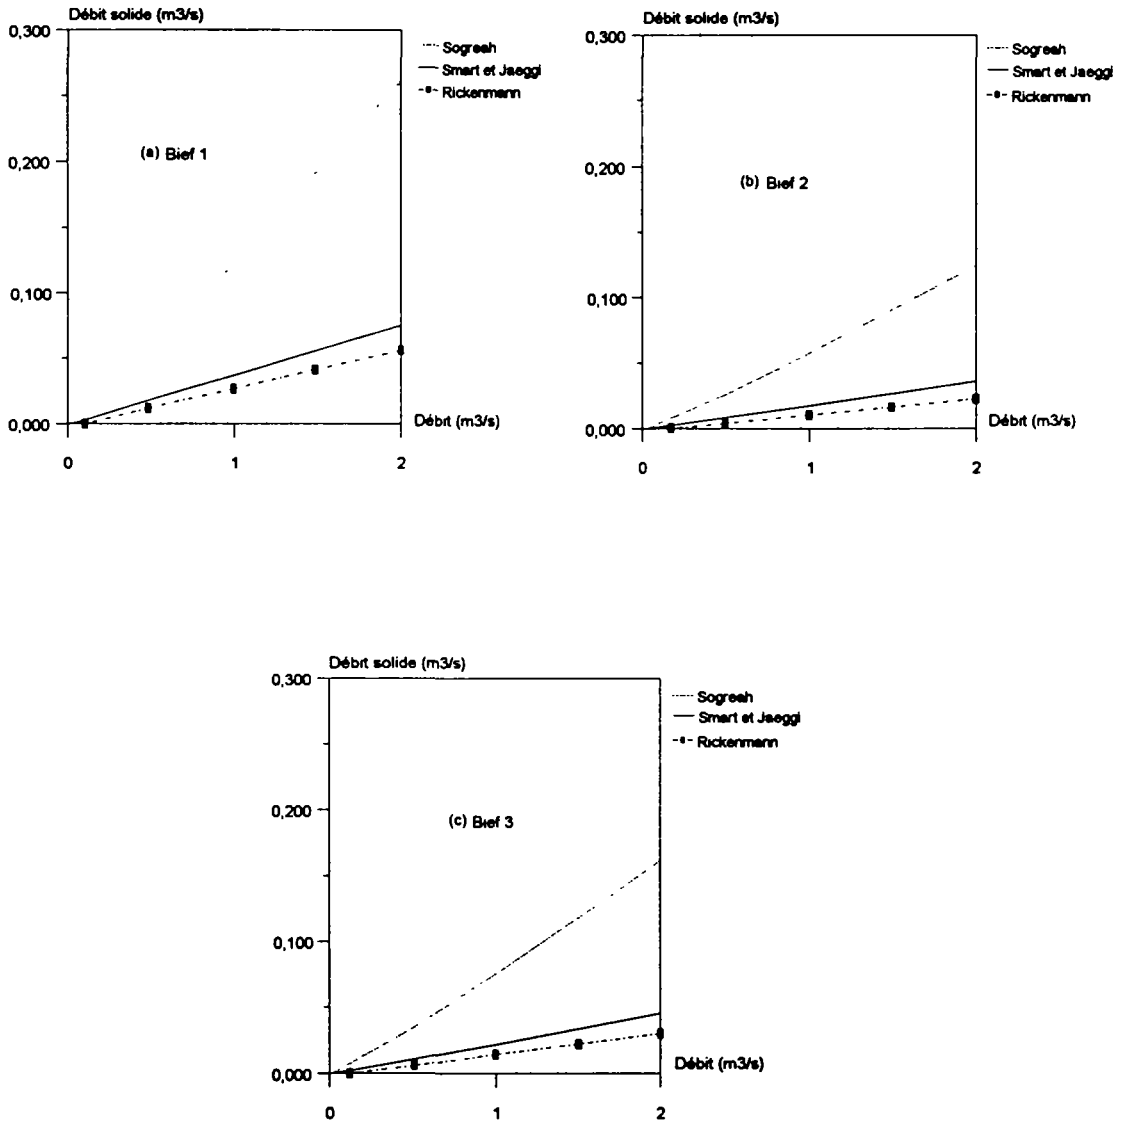 Débit solide (m3/s)
0,300
0,200
0,100
0,000
Sogreah
Smart et Jaeggi
Rickenmann
(a) Bief 1
Débit (m3/s)
0 1 2
Débit solide (m3/s)
0,300
0,200
0,100
0,000
Sogreah
Smart et Jaeggi
Rickenmann
(b) Bief 2
Débit (m3/s)
0 1 2
Débit solide (m3/s)
0,300
0,200
0,100
0,000
Sogreah
Smart et Jaeggi
Rickenmann
(c) Bief 3
Débit (m3/s)
0 1 2